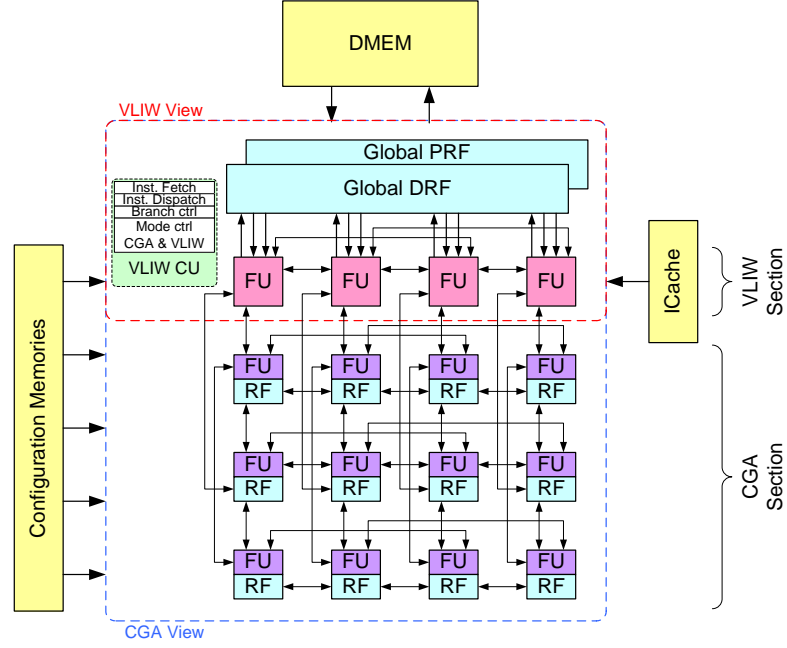 DMEM
VLIW View
Global PRF
Global DRF
Inst. Fetch
Inst. Dispatch
Branch ctrl
Mode ctrl
CGA & VLIW
VLIW CU
FU FU FU FU
ICache
VLIW
Section
Configuration Memories
FU FU FU FU
RF RF RF RF
FU FU FU FU
RF RF RF RF
FU FU FU FU
RF RF RF RF
CGA
Section
CGA View